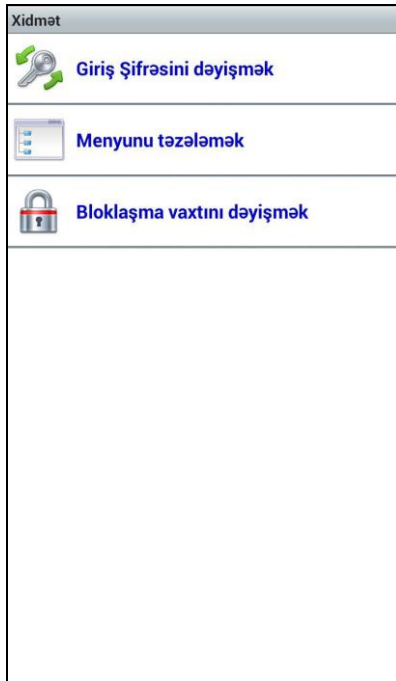 Xidmət
Giriş Şifrəsini dəyişmək
Menyunu təzələmək
Bloklaşma vaxtını dəyişmək